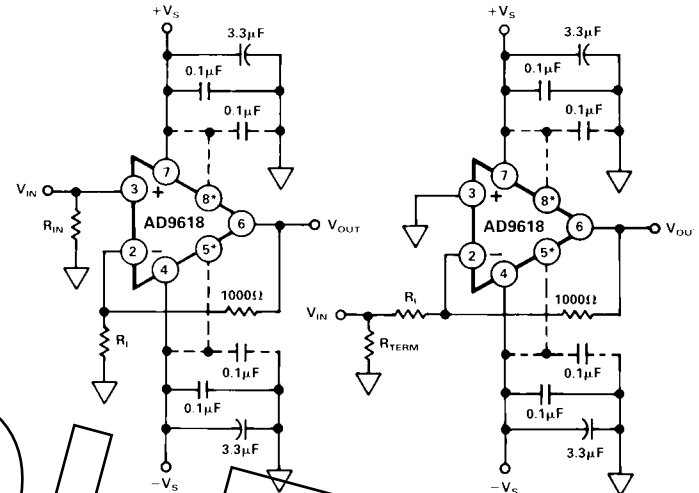 +VS
3.3μF
0.1μF
0.1μF
7
VIN
3
+
8*
RIN
AD9618
6
VOUT
2
−
5*
4
1000Ω
RI
0.1μF
0.1μF
3.3μF
−VS
+VS
3.3μF
0.1μF
0.1μF
7
3
+
8*
AD9618
6
VOU
2
−
5*
4
VIN
RI
1000Ω
RTERM
0.1μF
0.1μF
3.3μF
−VS